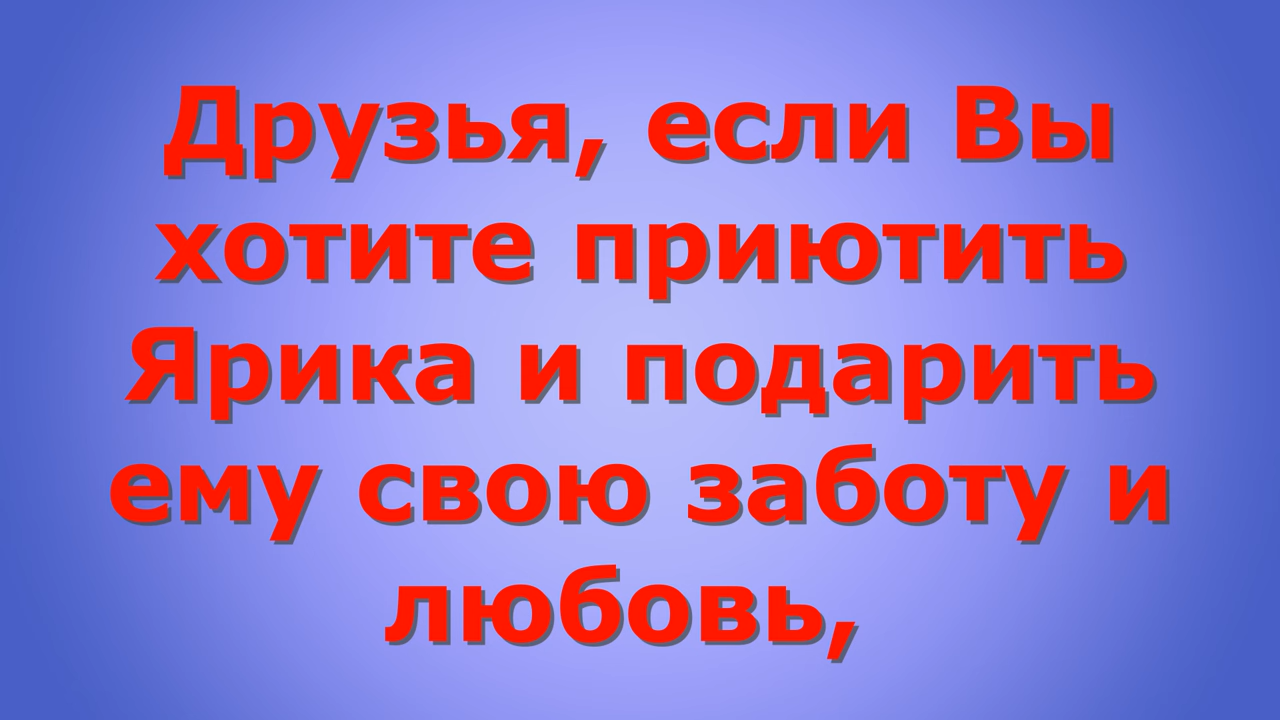 Друзья, если Вы
хотите приютить
Ярика и подарить
ему свою заботу и
любовь,